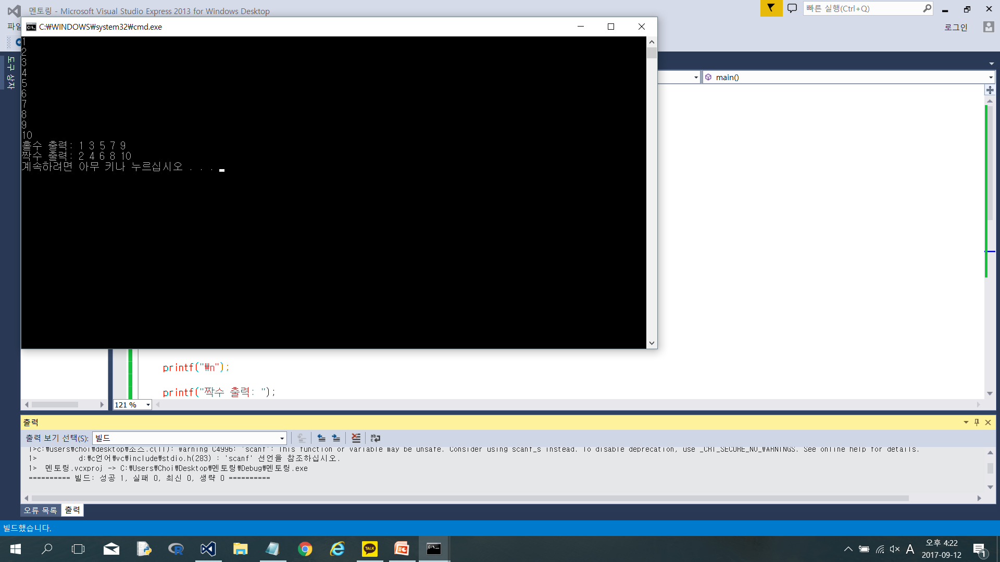 멘토링 - Microsoft Visual Studio Express 2013 for Windows Desktop
빠른 실행(Ctrl+Q)
파일
로그인
C:₩WINDOWS₩system32₩cmd.exe
도구 상자
main()
1
2
3
4
5
6
7
8
9
10
홀수 출력: 1 3 5 7 9
짝수 출력: 2 4 6 8 10
계속하려면 아무 키나 누르십시오 . . .
printf("₩n");
printf("짝수 출력: ");
121 %
출력
출력 보기 선택(S): 빌드
1>c:₩users₩choi₩desktop₩소스.c(11): warning C4996: 'scanf': This function or variable may be unsafe. Consider using scanf_s instead. To disable deprecation, use _CRT_SECURE_NO_WARNINGS. See online help for details.
1> d:₩c언어₩vc₩include₩stdio.h(283) : 'scanf' 선언을 참조하십시오.
1> 멘토링.vcxproj -> C:₩Users₩Choi₩Desktop₩멘토링₩Debug₩멘토링.exe
========== 빌드: 성공 1, 실패 0, 최신 0, 생략 0 ==========
오류 목록 출력
빌드했습니다.
TALK
A
오후 4:22
2017-09-12
1